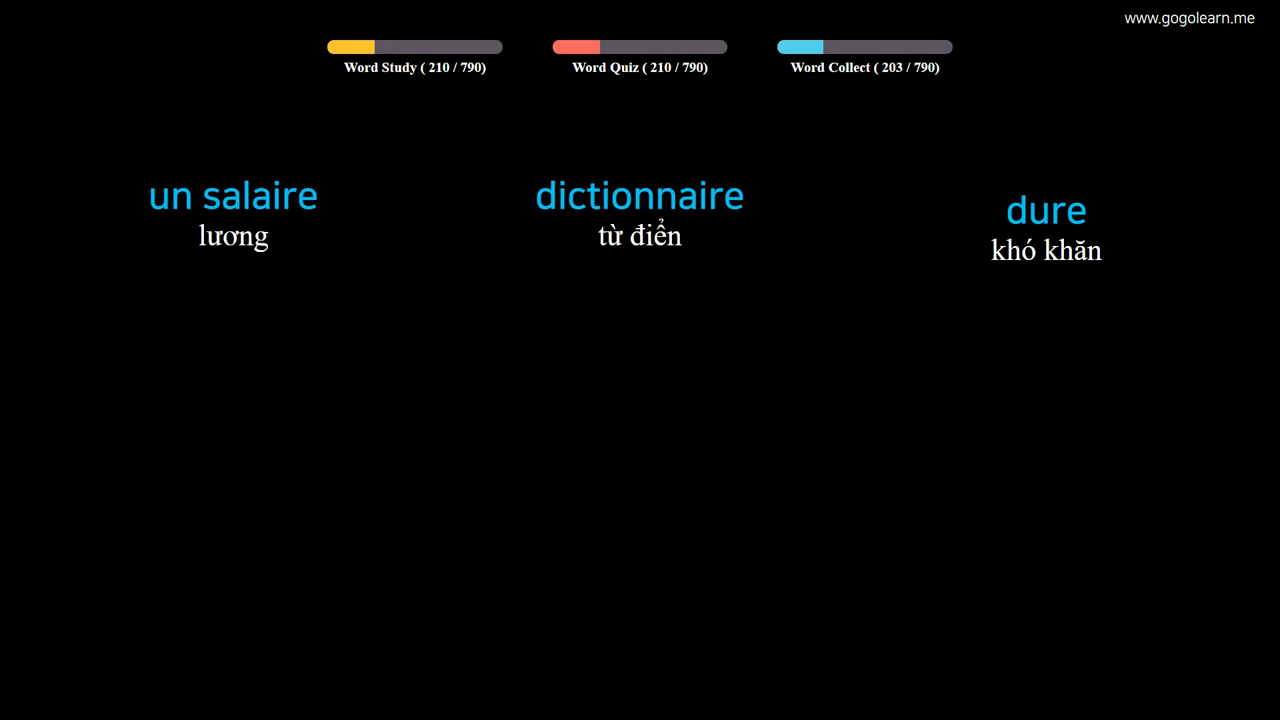 www.gogolearn.me
Word Study ( 210 / 790)
Word Quiz ( 210 / 790)
Word Collect ( 203 / 790)
un salaire
lương
dictionnaire
từ điển
dure
khó khăn